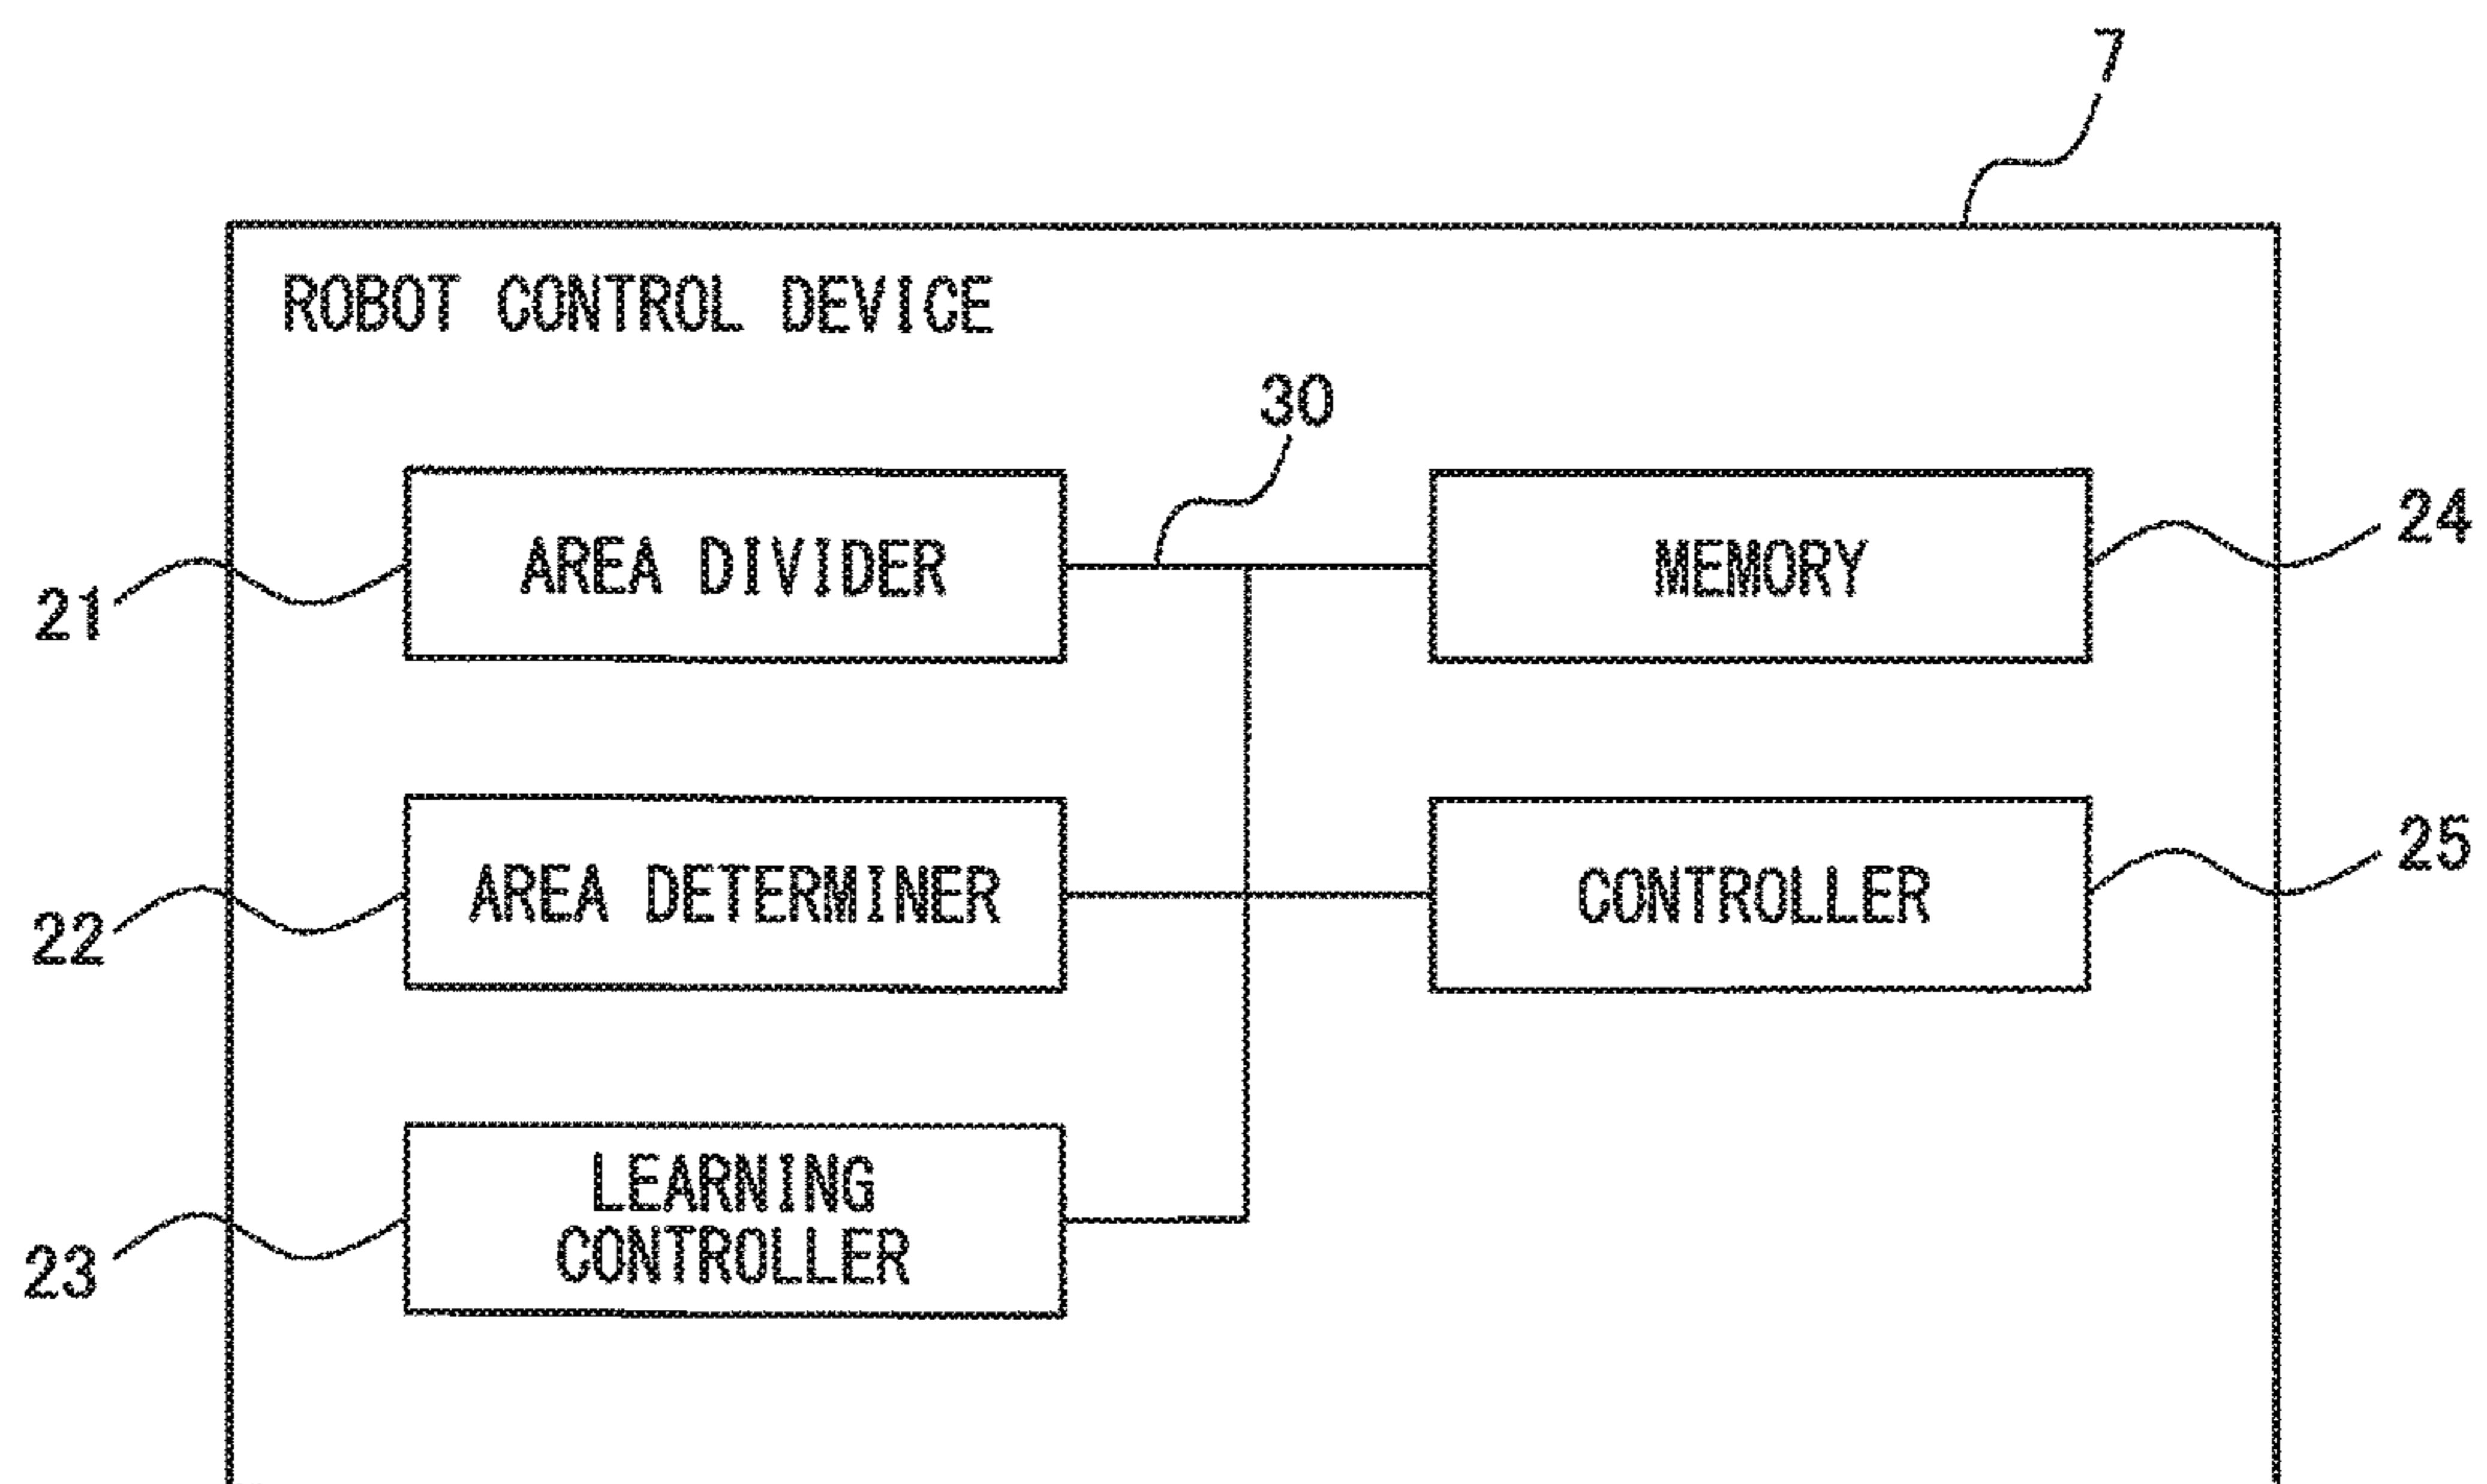 7
ROBOT CONTROL DEVICE
30
AREA DIVIDER
MEMORY
24
21
AREA DETERMINER
CONTROLLER
25
22
LEARNING
CONTROLLER
23